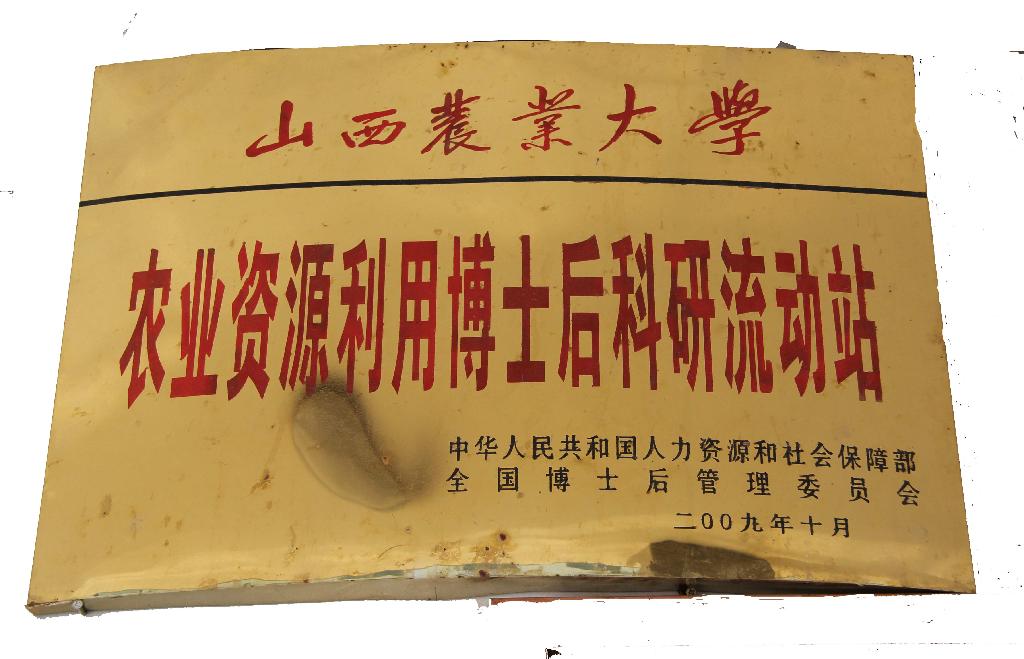 山西農業大學
农业资源利用博士后科研流动站
中华人民共和国人力资源和社会保障部
全国博士后管理委员会
二00九年十月